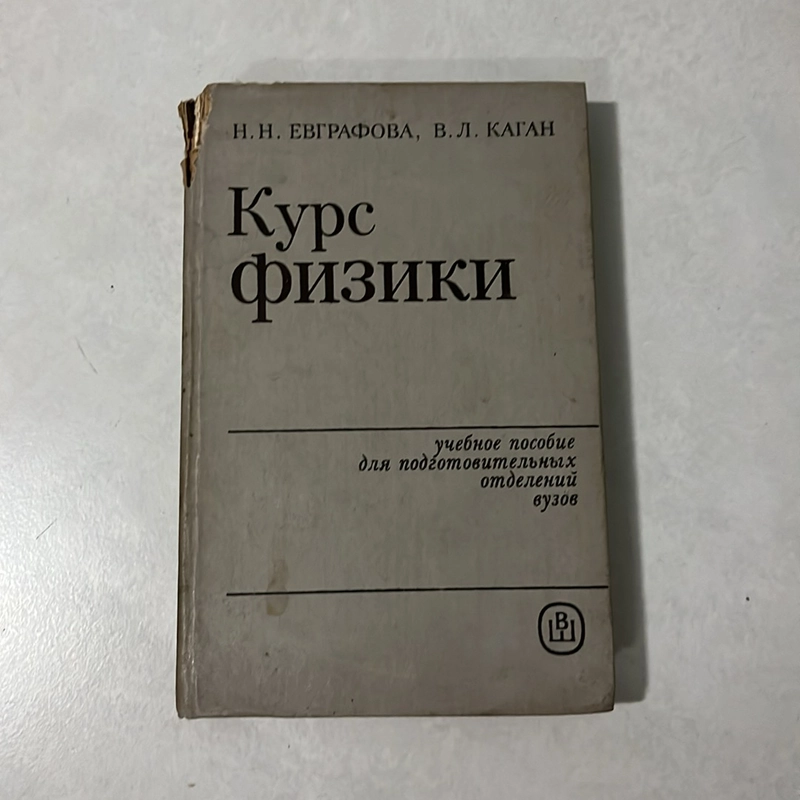 Н. Н. ЕВГРАФОВА, В. Л. КАГАН
Курс
физики
учебное пособие
для подготовительных
отделений
вузов
ВШ